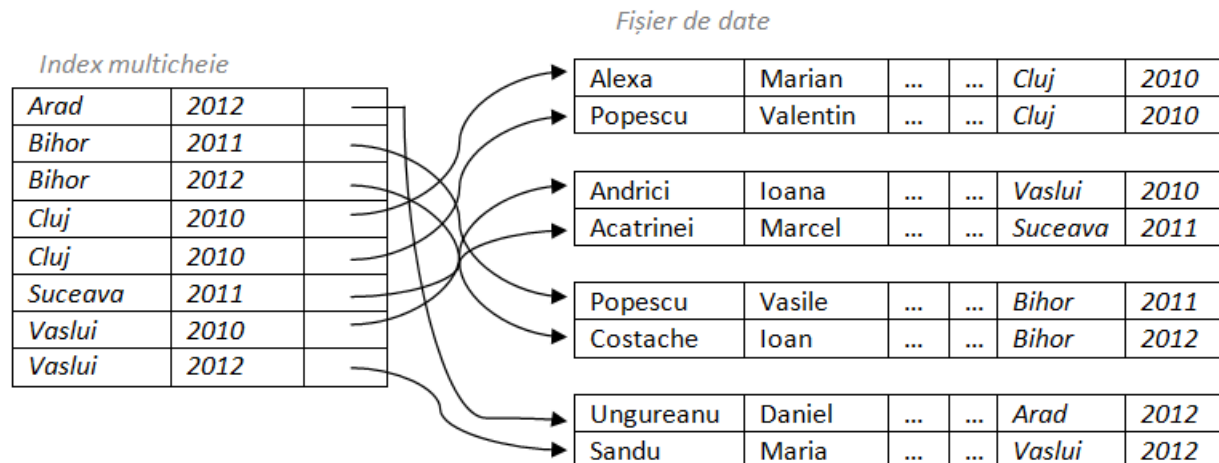 Fișier de date
Index multicheie
Arad 2012
Bihor 2011
Bihor 2012
Cluj 2010
Cluj 2010
Suceava 2011
Vaslui 2010
Vaslui 2012
Alexa Marian ... ... Cluj 2010
Popescu Valentin ... ... Cluj 2010
Andrici Ioana ... ... Vaslui 2010
Acatrinei Marcel ... ... Suceava 2011
Popescu Vasile ... ... Bihor 2011
Costache Ioan ... ... Bihor 2012
Ungureanu Daniel ... ... Arad 2012
Sandu Maria ... ... Vaslui 2012